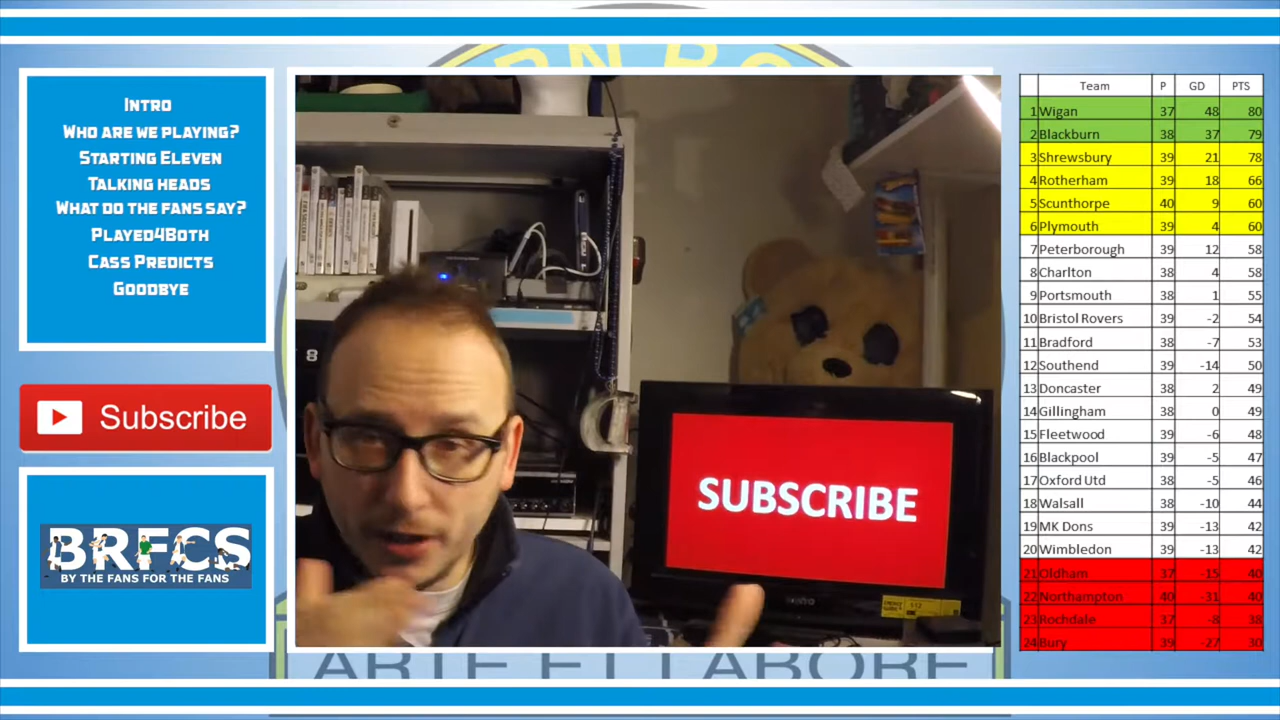 INTRO
WHO ARE WE PLAYING?
STARTING ELEVEN
TALKING HEADS
WHAT DO THE FANS SAY?
PLAYED4BOTH
CASS PREDICTS
GOODBYE
Subscribe
BRFCS
BY THE FANS FOR THE FANS
8
SUBSCRIBE
ARTE ET LABORE
Team P GD PTS
1 Wigan 37 48 80
2 Blackburn 38 37 79
3 Shrewsbury 39 21 78
4 Rotherham 39 18 66
5 Scunthorpe 40 9 60
6 Plymouth 39 4 60
7 Peterborough 39 12 58
8 Charlton 38 4 58
9 Portsmouth 38 1 55
10 Bristol Rovers 39 -2 54
11 Bradford 38 -7 53
12 Southend 39 -14 50
13 Doncaster 38 2 49
14 Gillingham 38 0 49
15 Fleetwood 39 -6 48
16 Blackpool 39 -5 47
17 Oxford Utd 38 -5 46
18 Walsall 38 -10 44
19 MK Dons 39 -13 42
20 Wimbledon 39 -13 42
21 Oldham 37 -15 40
22 Northampton 40 -31 40
23 Rochdale 37 -8 38
24 Bury 39 -27 30